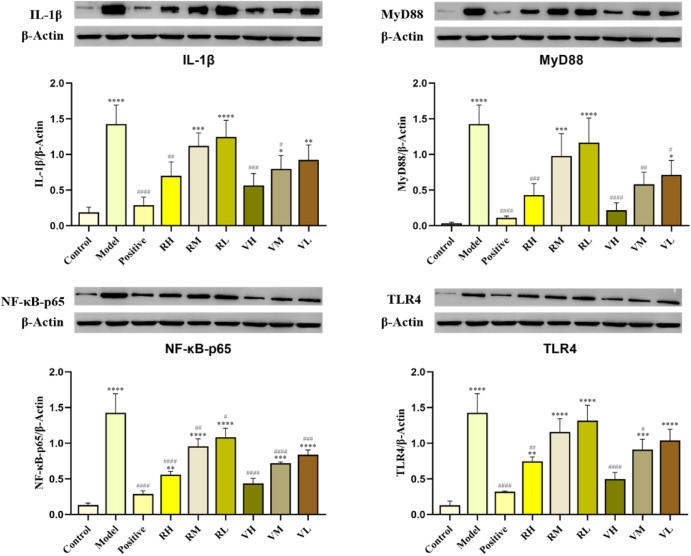 IL-1β
β-Actin
IL-1β
IL-1β/β-Actin
2.0
1.5
1.0
0.5
0.0
****
####
##
***
****
###
#
*
**
Control
Model
Positive
RH
RM
RL
VH
VM
VL
MyD88
β-Actin
MyD88
MyD88/β-Actin
2.0
1.5
1.0
0.5
0.0
****
####
###
***
****
####
##
#
*
Control
Model
Positive
RH
RM
RL
VH
VM
VL
NF-κB-p65
β-Actin
NF-κB-p65
NF-κB-p65/β-Actin
2.0
1.5
1.0
0.5
0.0
****
####
####
**
##
****
#
****
####
####
***
###
****
Control
Model
Positive
RH
RM
RL
VH
VM
VL
TLR4
β-Actin
TLR4
TLR4/β-Actin
2.0
1.5
1.0
0.5
0.0
****
####
##
**
****
****
####
#
***
****
Control
Model
Positive
RH
RM
RL
VH
VM
VL